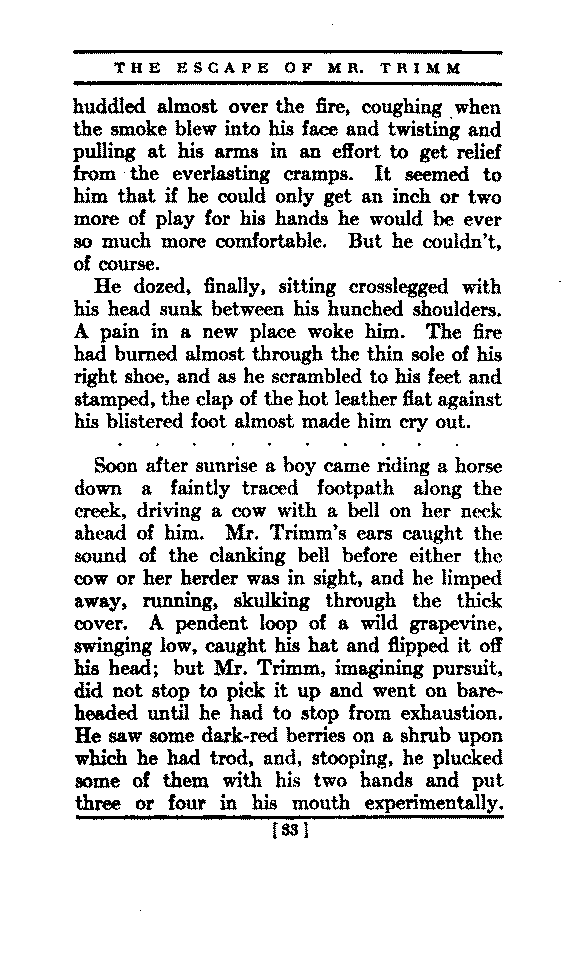 THE ESCAPE OF MR. TRIMM
huddled almost over the fire, coughing when
the smoke blew into his face and twisting and
pulling at his arms in an effort to get relief
from the everlasting cramps. It seemed to
him that if he could only get an inch or two
more of play for his hands he would be ever
so much more comfortable. But he couldn't,
of course.
He dozed, finally, sitting crosslegged with
his head sunk between his hunched shoulders.
A pain in a new place woke him. The fire
had burned almost through the thin sole of his
right shoe, and as he scrambled to his feet and
stamped, the clap of the hot leather flat against
his blistered foot almost made him cry out.
. . . . . . . . . .
Soon after sunrise a boy came riding a horse
down a faintly traced footpath along the
creek, driving a cow with a bell on her neck
ahead of him. Mr. Trimm's ears caught the
sound of the clanking bell before either the
cow or her herder was in sight, and he limped
away, running, skulking through the thick
cover. A pendent loop of a wild grapevine,
swinging low, caught his hat and flipped it off
his head; but Mr. Trimm, imagining pursuit,
did not stop to pick it up and went on bare-
headed until he had to stop from exhaustion.
He saw some dark-red berries on a shrub upon
which he had trod, and, stooping, he plucked
some of them with his two hands and put
three or four in his mouth experimentally.
[33]